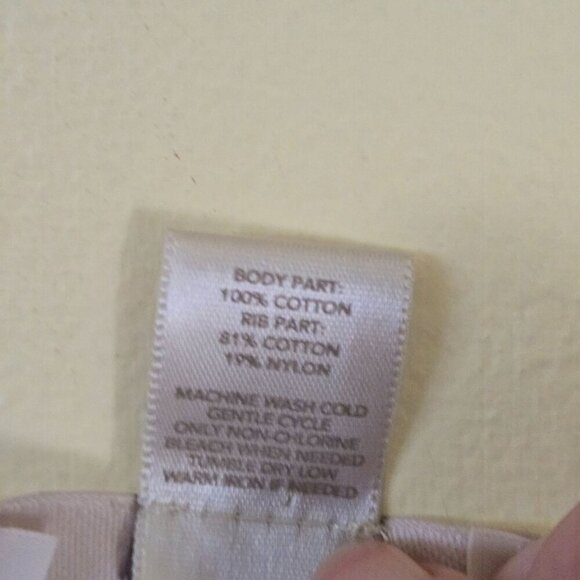 BODY PART:
100% COTTON
RIB PART:
81% COTTON
19% NYLON
MACHINE WASH COLD
GENTLE CYCLE
ONLY NON-CHLORINE
BLEACH WHEN NEEDED
TUMBLE DRY LOW
WARM IRON IF NEEDED